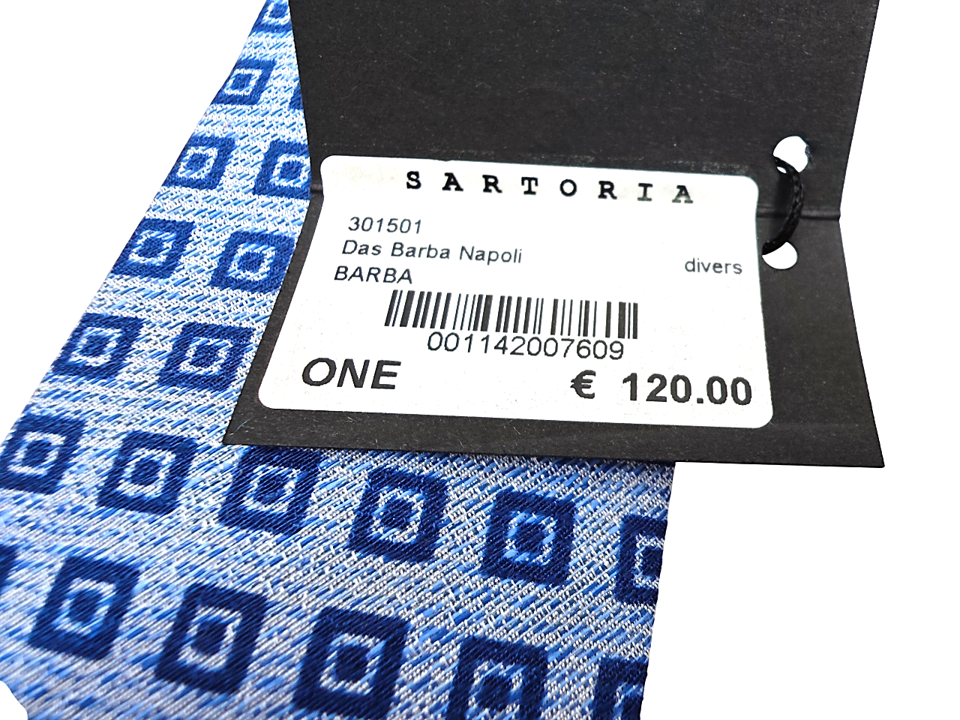 SARTORIA
301501
Das Barba Napoli
divers
BARBA
001142007609
ONE € 120.00